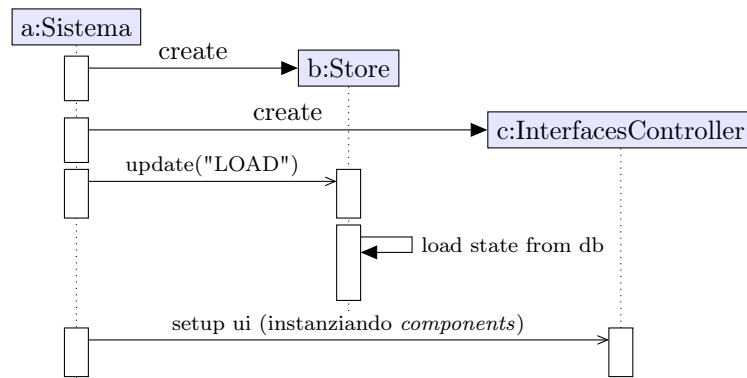 a:Sistema
create
b:Store
create
c:InterfacesController
update("LOAD")
load state from db
setup ui (instanziando components)